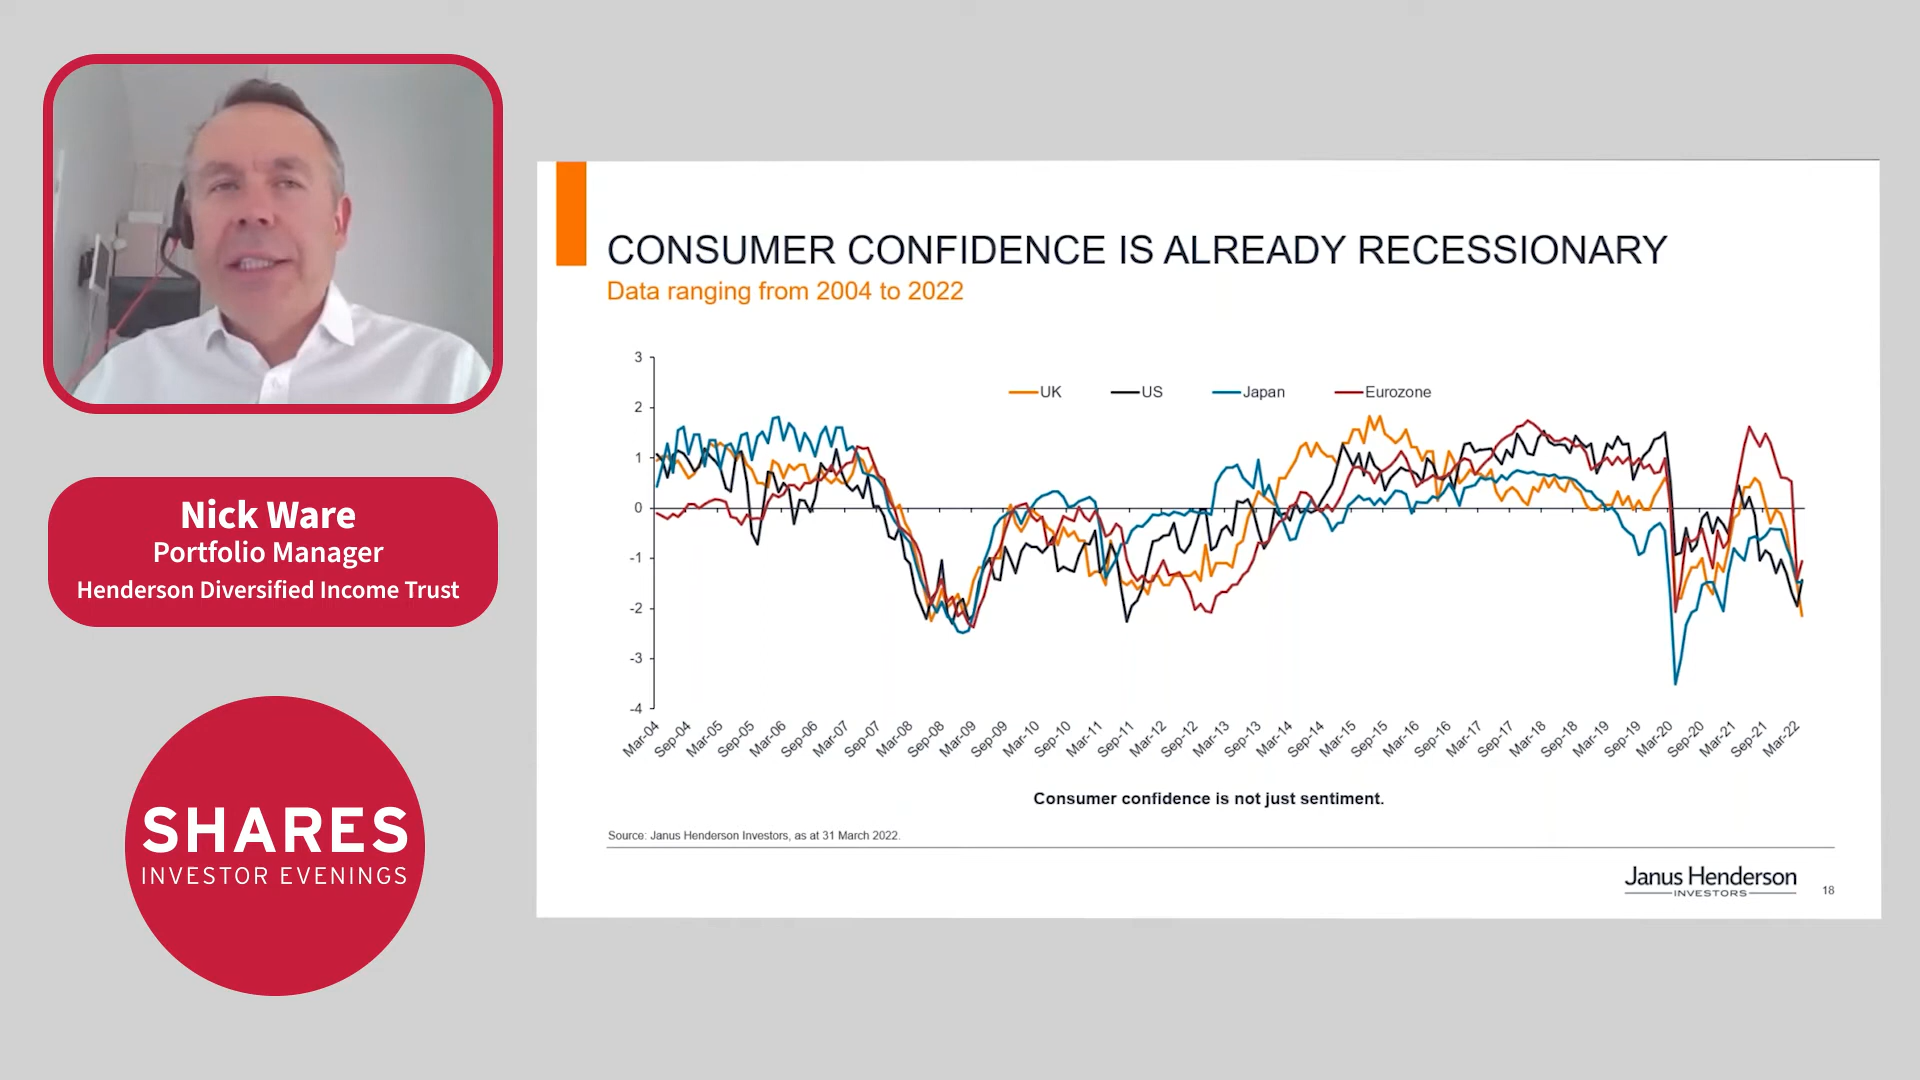 Nick Ware
Portfolio Manager
Henderson Diversified Income Trust
SHARES
INVESTOR EVENINGS
CONSUMER CONFIDENCE IS ALREADY RECESSIONARY
Data ranging from 2004 to 2022
UK US Japan Eurozone
3
2
1
0
-1
-2
-3
-4
Mar-04 Sep-04 Mar-05 Sep-05 Mar-06 Sep-06 Mar-07 Sep-07 Mar-08 Sep-08 Mar-09 Sep-09 Mar-10 Sep-10 Mar-11 Sep-11 Mar-12 Sep-12 Mar-13 Sep-13 Mar-14 Sep-14 Mar-15 Sep-15 Mar-16 Sep-16 Mar-17 Sep-17 Mar-18 Sep-18 Mar-19 Sep-19 Mar-20 Sep-20 Mar-21 Sep-21 Mar-22
Consumer confidence is not just sentiment.
Source: Janus Henderson Investors, as at 31 March 2022.
Janus Henderson
INVESTORS
18